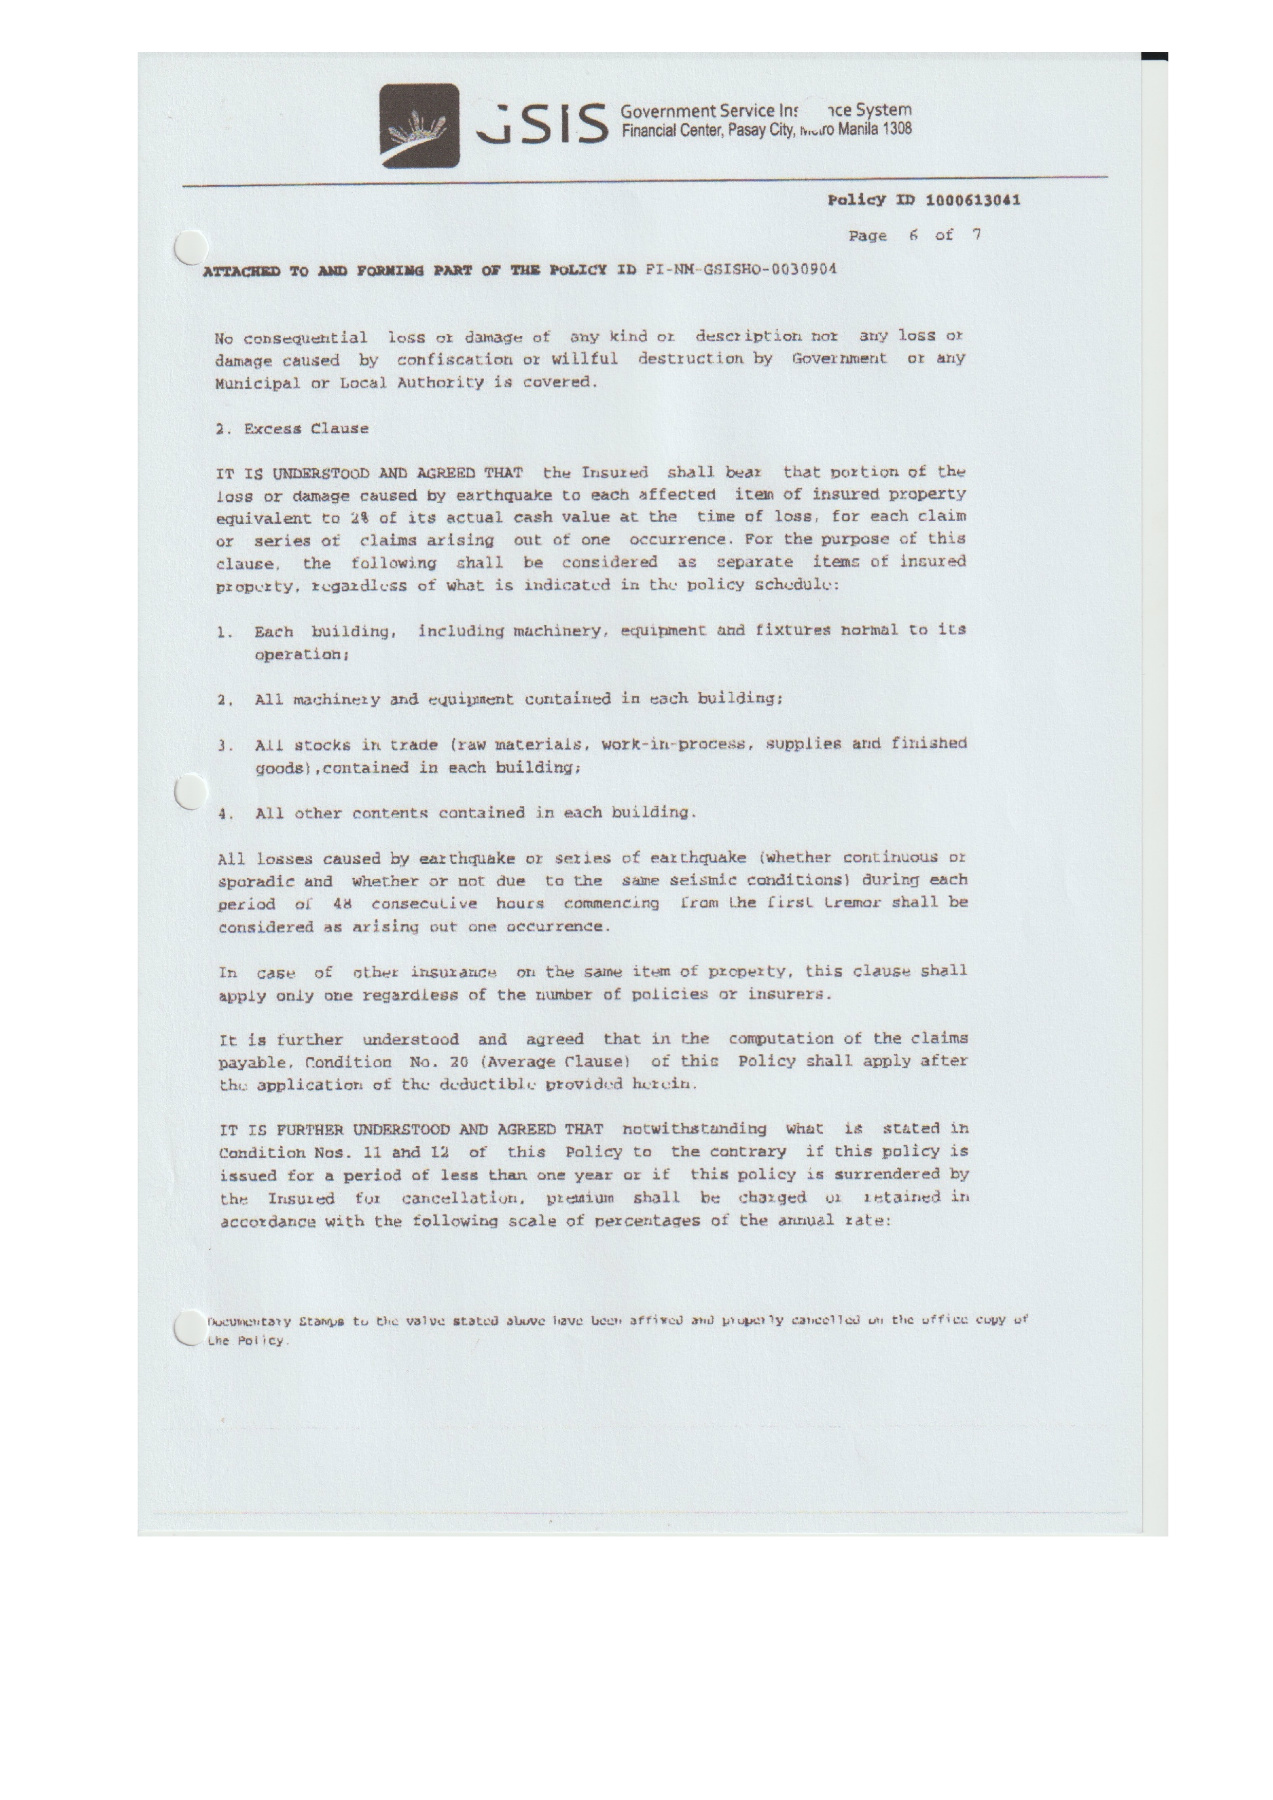 GSIS Government Service System
Financial Center, Pasay City, Manila 1308
Policy ID 1000613041
Page 6 of 7
ATTACHED TO AND FORMING PART OF THE POLICY ID FI-NM-GSISHO-0030904
No consequential loss or damage of any kind or description nor any loss or
damage caused by confiscation or willful destruction by Government or any
Municipal or Local Authority is covered.
2. Excess Clause
IT IS UNDERSTOOD AND AGREED THAT the Insured shall bear that portion of the
loss or damage caused by earthquake to each affected item of insured property
equivalent to 2% of its actual cash value at the time of loss, for each claim
or series of claims arising out of one occurrence. For the purpose of this
clause, the following shall be considered as separate items of insured
property, regardless of what is indicated in the policy schedule:
1. Each building, including machinery, equipment and fixtures normal to its
operation;
2. All machinery and equipment contained in each building;
3. All stocks in trade (raw materials, work-in-process, supplies and finished
goods),contained in each building;
4. All other contents contained in each building.
All losses caused by earthquake or series of earthquake (whether continuous or
sporadic and whether or not due to the same seismic conditions) during each
period of 48 consecutive hours commencing from the first tremor shall be
considered as arising out one occurrence.
In case of other insurance on the same item of property, this clause shall
apply only one regardless of the number of policies or insurers.
It is further understood and agreed that in the computation of the claims
payable, Condition No. 20 (Average Clause) of this Policy shall apply after
the application of the deductible provided herein.
IT IS FURTHER UNDERSTOOD AND AGREED THAT notwithstanding what is stated in
Condition Nos. 11 and 12 of this Policy to the contrary if this policy is
issued for a period of less than one year or if this policy is surrendered by
the Insured for cancellation, premium shall be charged or retained in
accordance with the following scale of percentages of the annual rate:
Documentary Stamps to the value stated above have been affixed and properly cancelled on the office copy of
the Policy.